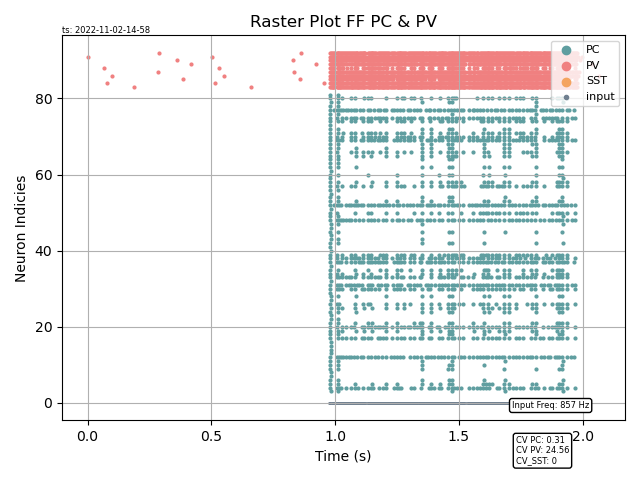 Raster Plot FF PC & PV
ts: 2022-11-02-14-58
PC
PV
SST
input
Neuron Indicies
80
60
40
20
0
0.0 0.5 1.0 1.5 2.0
Time (s)
Input Freq: 857 Hz
CV PC: 0.31
CV PV: 24.56
CV_SST: 0